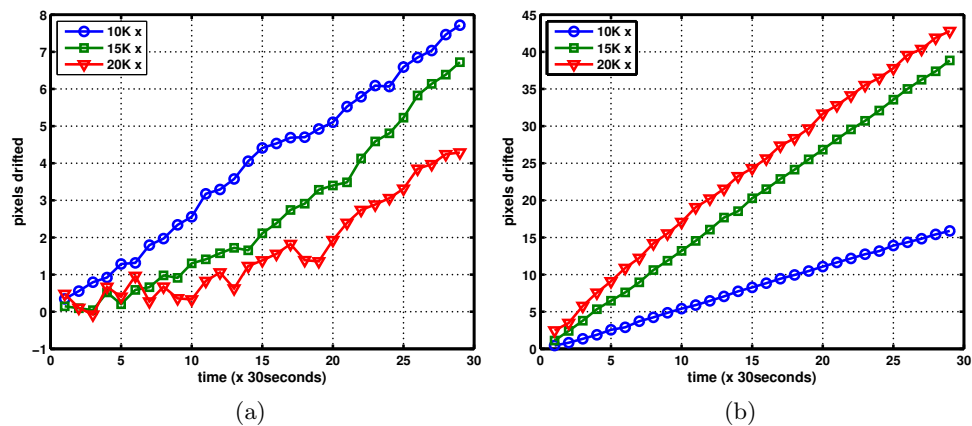 8
7
6
5
4
3
2
1
0
−1
0 5 10 15 20 25 30
pixels drifted
time (x 30seconds)
10K x
15K x
20K x
(a)
45
40
35
30
25
20
15
10
5
0
0 5 10 15 20 25 30
pixels drifted
time (x 30seconds)
10K x
15K x
20K x
(b)